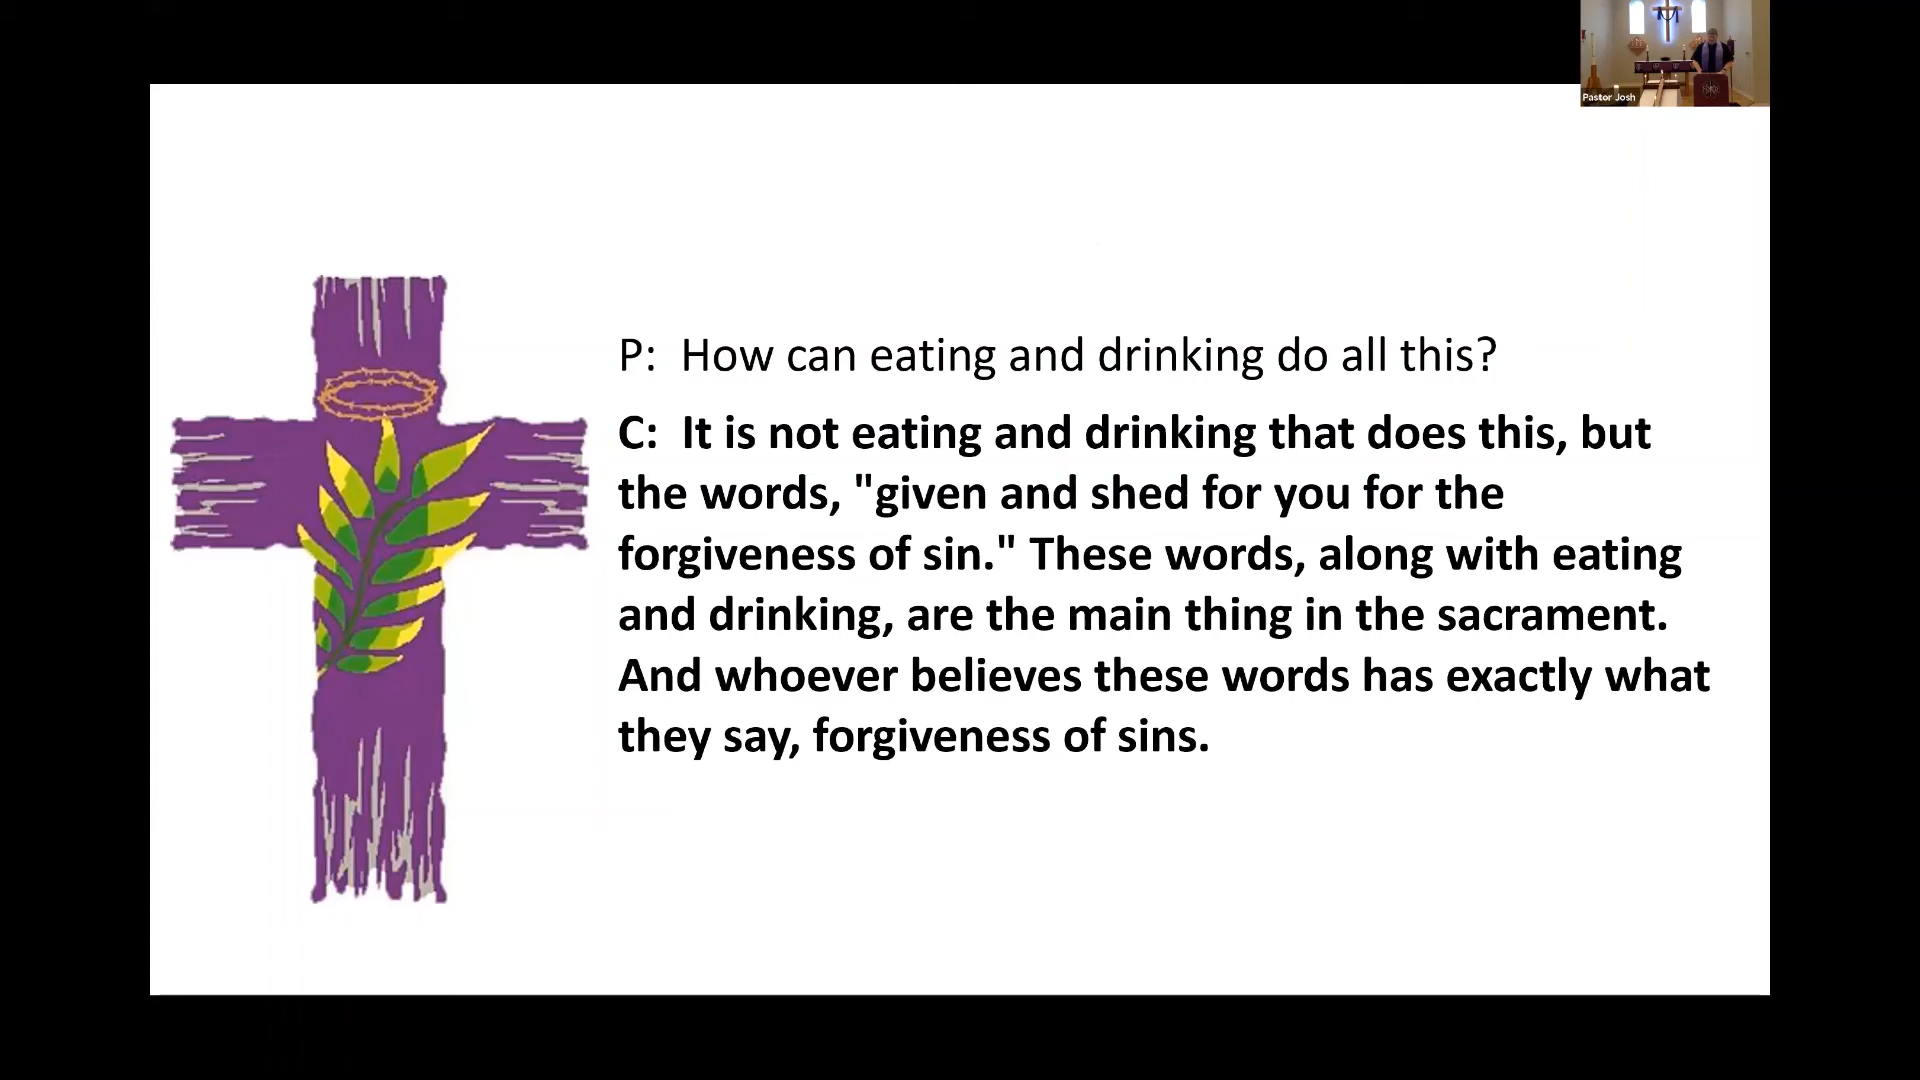 Pastor Josh
P: How can eating and drinking do all this?
C: It is not eating and drinking that does this, but
the words, "given and shed for you for the
forgiveness of sin." These words, along with eating
and drinking, are the main thing in the sacrament.
And whoever believes these words has exactly what
they say, forgiveness of sins.